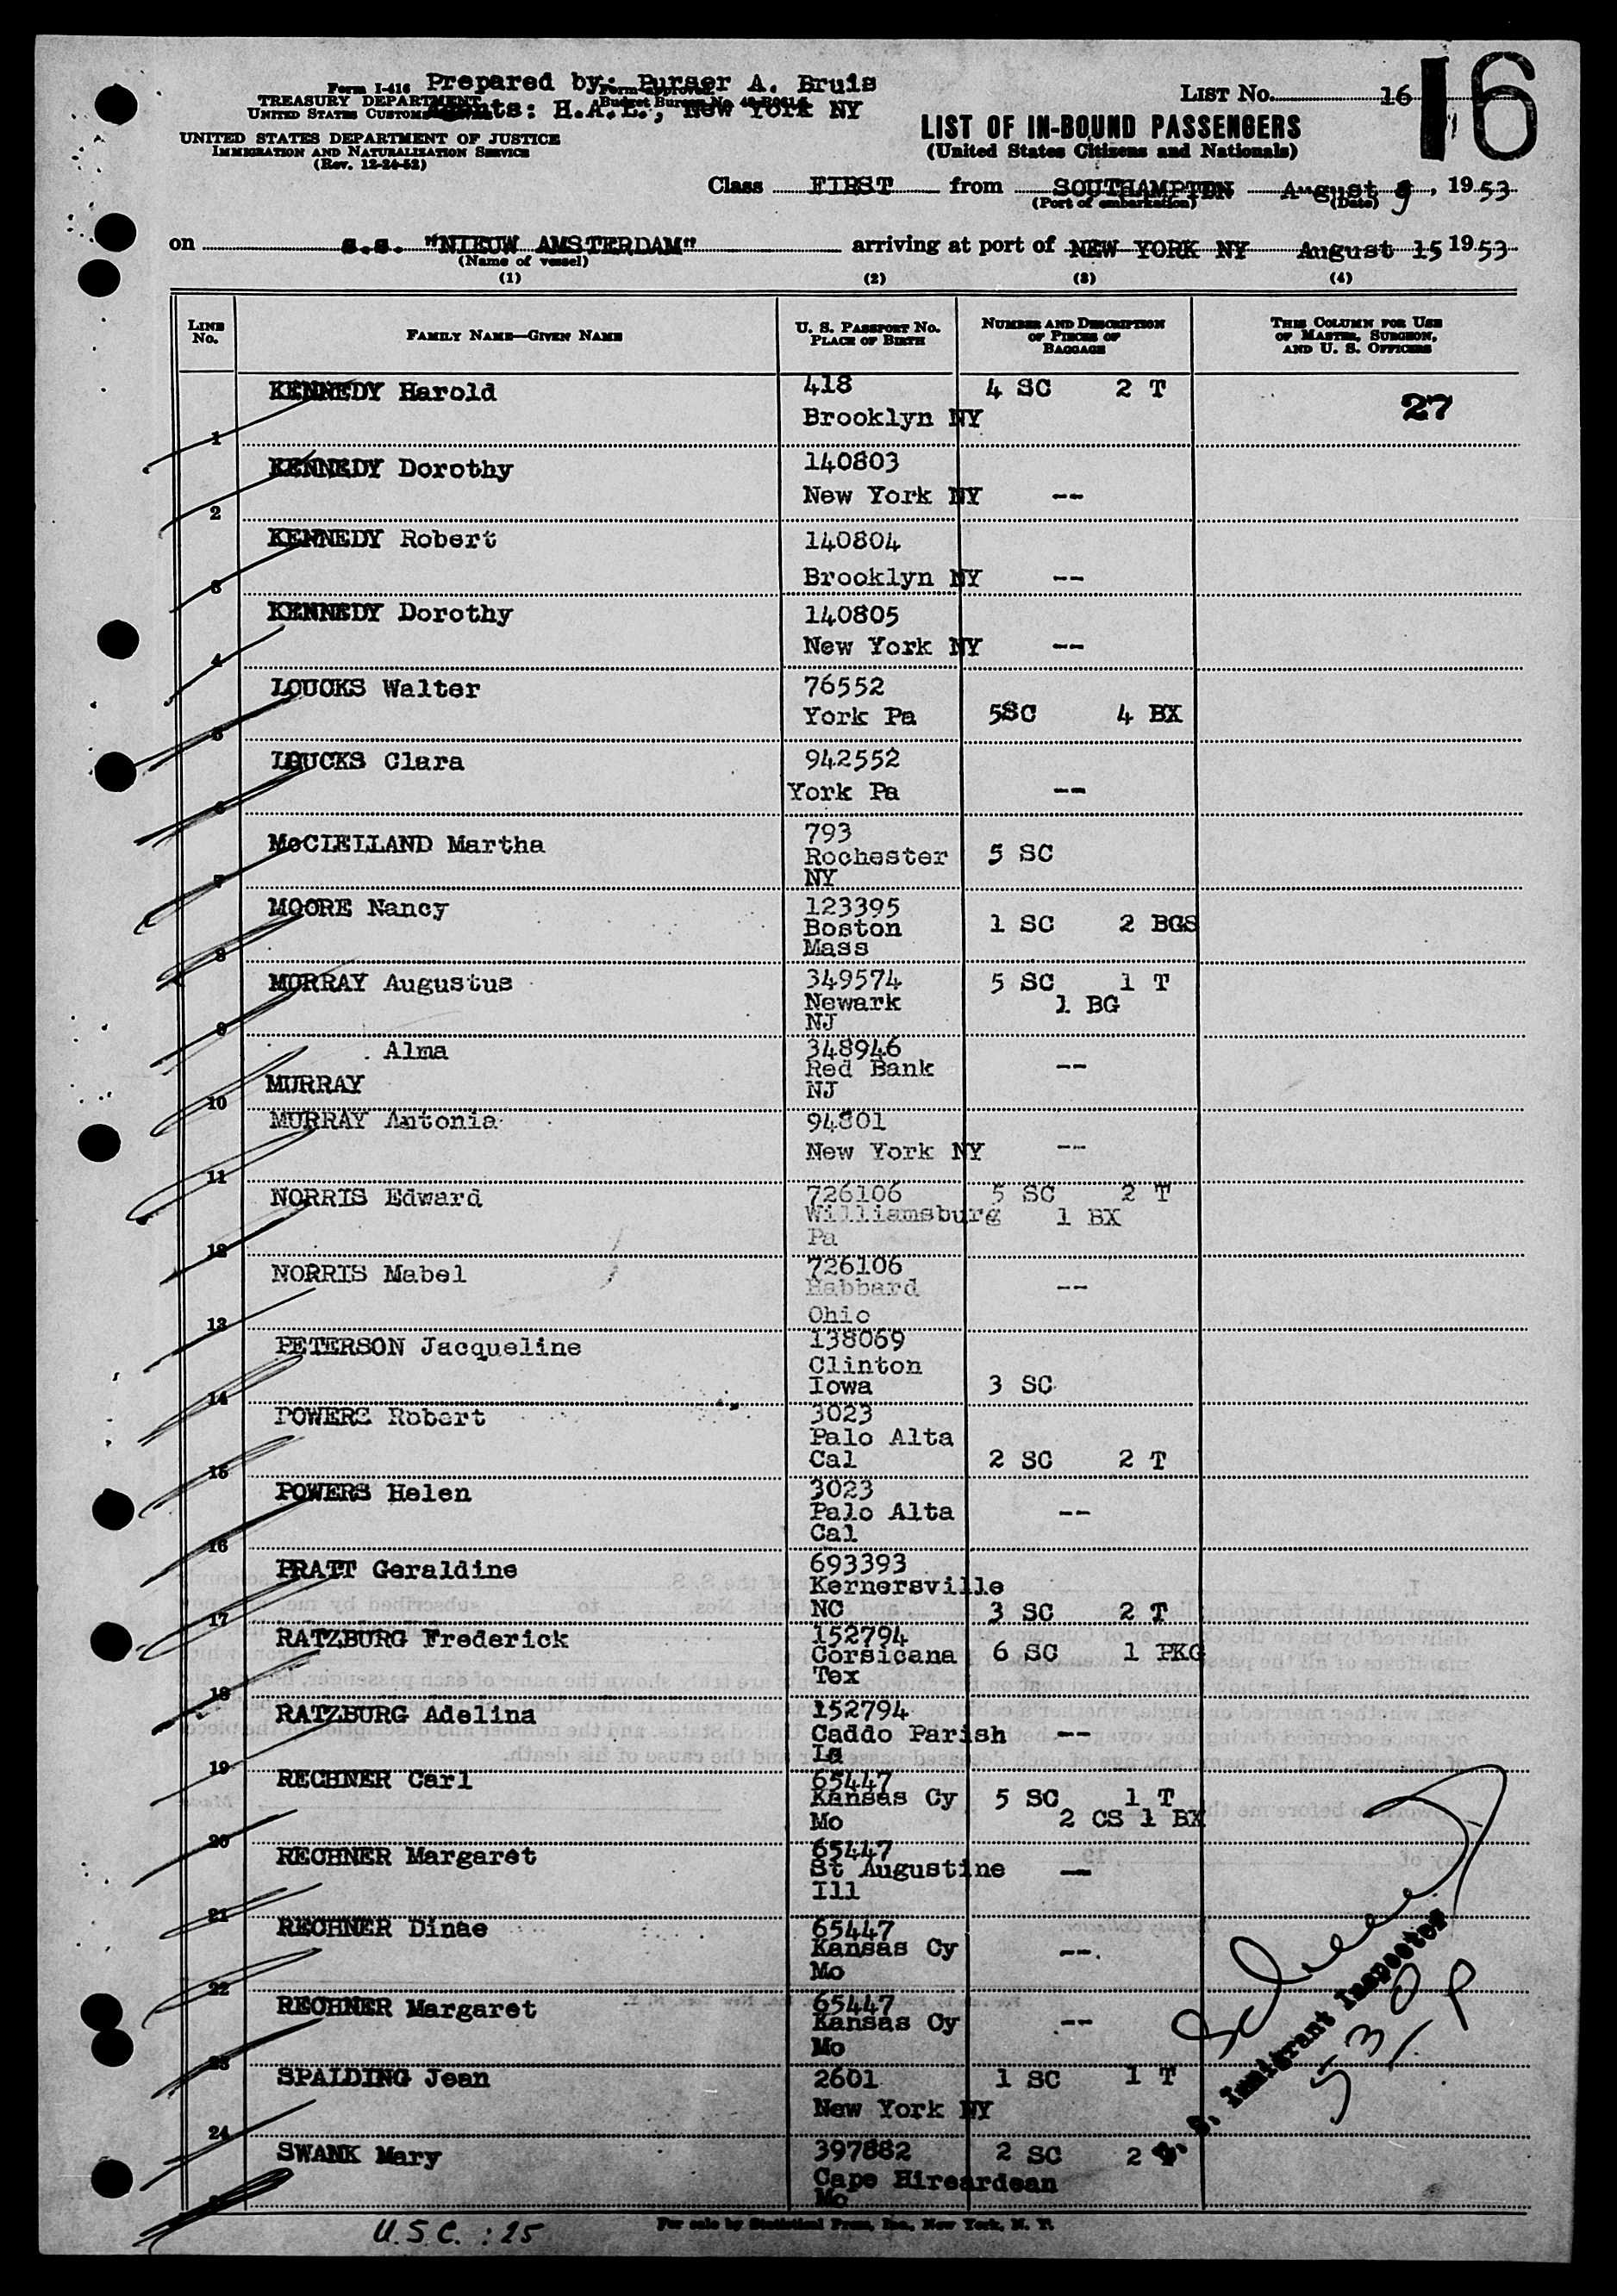 Prepared by: Purser A. Bruis
Form I-416
Form approved
TREASURY DEPARTMENT
Budget Bureau No.
UNITED STATES CUSTOMS
Agents: H.A.L., New York NY
UNITED STATES DEPARTMENT OF JUSTICE
IMMIGRATION AND NATURALIZATION SERVICE
(Rev. 12-24-52)
LIST NO. 16
16
LIST OF IN-BOUND PASSENGERS
(United States Citizens and Nationals)
Class FIRST from SOUTHAMPTON August 9, 1953
(Port of embarkation) (Date)
on s.s. "NIEUW AMSTERDAM" arriving at port of NEW YORK NY August 15 1953
(Name of vessel)
(1) (2) (3) (4)
LINE No. FAMILY NAME—GIVEN NAME U. S. PASSPORT NO. PLACE OF BIRTH NUMBER AND DESCRIPTION OF PIECES OF BAGGAGE THIS COLUMN FOR USE OF MASTER, SURGEON, AND U. S. OFFICERS
KENNEDY Harold 418 4 SC 2 T 27
1 Brooklyn NY
KENNEDY Dorothy 140803
2 New York NY --
KENNEDY Robert 140804
3 Brooklyn NY --
KENNEDY Dorothy 140805
4 New York NY --
LOUCKS Walter 76552
5 York Pa 5SC 4 BX
LOUCKS Clara 942552
6 York Pa --
McCLELLAND Martha 793
Rochester 5 SC
7 NY
MOORE Nancy 123395
Boston 1 SC 2 BGS
8 Mass
MURRAY Augustus 349574 5 SC 1 T
Newark 1 BG
9 NJ
Alma 348946
Red Bank --
10 MURRAY NJ
MURRAY Antonia 94801
11 New York NY --
NORRIS Edward 726106 5 SC 2 T
Williamsburg 1 BX
12 Pa
NORRIS Mabel 726106
Habbard --
13 Ohio
PETERSON Jacqueline 138069
Clinton
14 Iowa 3 SC
POWERS Robert 3023
Palo Alta
15 Cal 2 SC 2 T
POWERS Helen 3023
Palo Alta --
16 Cal
PRATT Geraldine 693393
Kernersville
17 NC 3 SC 2 T
RATZBURG Frederick 152794
Corsicana 6 SC 1 PKG
18 Tex
RATZBURG Adelina 152794
Caddo Parish --
19 La
RECHNER Carl 65447
Kansas Cy 5 SC 1 T
20 Mo 2 CS 1 BX
RECHNER Margaret 65447
St Augustine --
21 Ill
RECHNER Dinae 65447
Kansas Cy --
22 Mo
RECHNER Margaret 65447
Kansas Cy --
23 Mo
SPALDING Jean 2601 1 SC 1 T
24 New York NY
SWANK Mary 397882 2 SC 2
Cape Hireardean
Mo
U. S. Immigrant Inspector
530 P
U.S.C. : 25
For sale by Statistical Press, Inc., New York, N. Y.